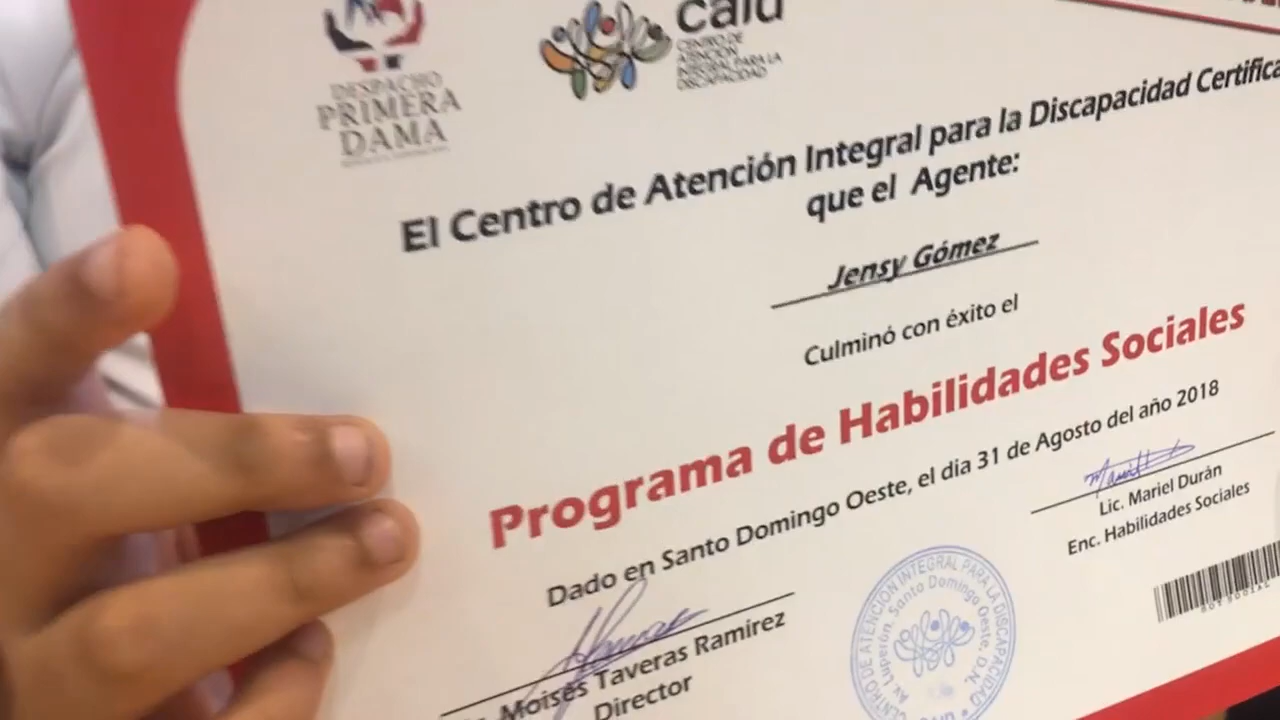 DESPACHO
PRIMERA
DAMA
caid
CENTRO DE
ATENCIÓN
INTEGRAL PARA LA
DISCAPACIDAD
El Centro de Atención Integral para la Discapacidad Certifica
que el Agente:
Jensy Gómez
Culminó con éxito el
Programa de Habilidades Sociales
Dado en Santo Domingo Oeste, el dia 31 de Agosto del año 2018
Lic. Mariel Durán
Enc. Habilidades Sociales
Moisés Taveras Ramirez
Director
CENTRO DE ATENCIÓN INTEGRAL PARA LA DISCAPACIDAD
Av. Luperón, Santo Domingo Oeste, D.N.